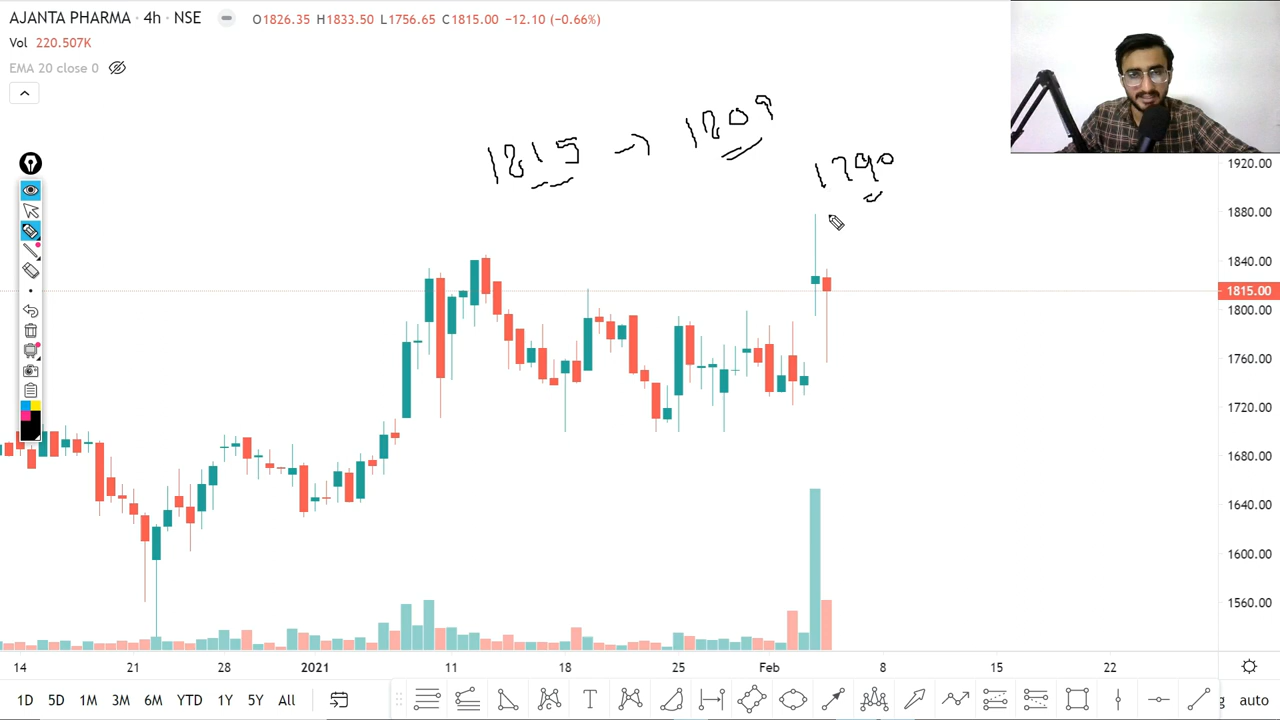 AJANTA PHARMA · 4h · NSE
O1826.35 H1833.50 L1756.65 C1815.00 −12.10 (−0.66%)
Vol 220.507K
EMA 20 close 0
1815 → 1809
1790
1920.00
1880.00
1840.00
1815.00
1800.00
1760.00
1720.00
1680.00
1640.00
1600.00
1560.00
14 21 28 2021 11 18 25 Feb 8 15 22
1D 5D 1M 3M 6M YTD 1Y 5Y All
T
g auto